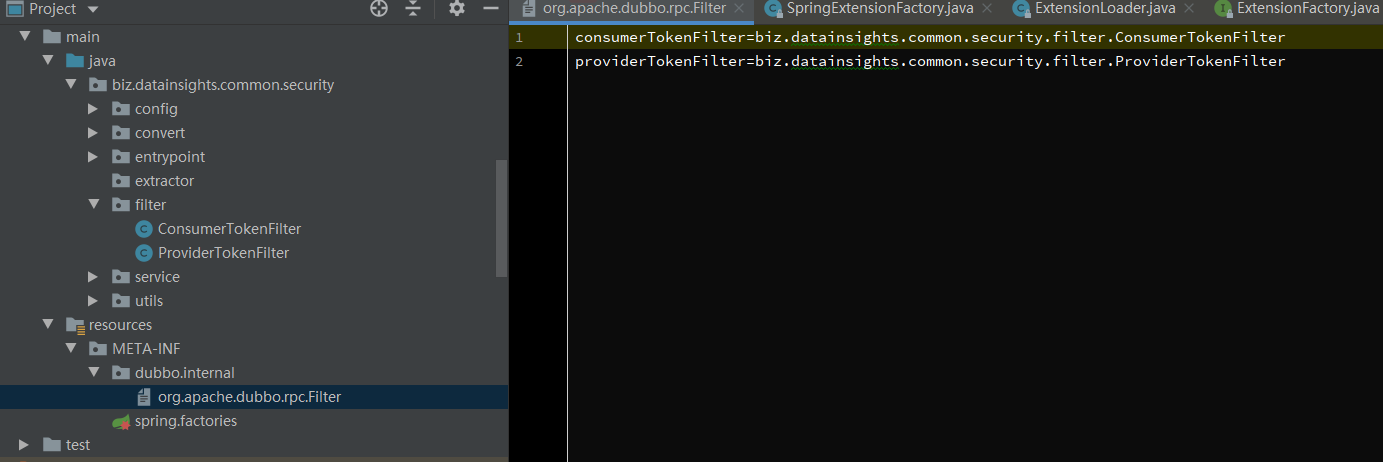 Project
main
java
biz.datainsights.common.security
config
convert
entrypoint
extractor
filter
ConsumerTokenFilter
ProviderTokenFilter
service
utils
resources
META-INF
dubbo.internal
org.apache.dubbo.rpc.Filter
spring.factories
test
org.apache.dubbo.rpc.Filter
SpringExtensionFactory.java
ExtensionLoader.java
ExtensionFactory.java
1 consumerTokenFilter=biz.datainsights.common.security.filter.ConsumerTokenFilter
2 providerTokenFilter=biz.datainsights.common.security.filter.ProviderTokenFilter